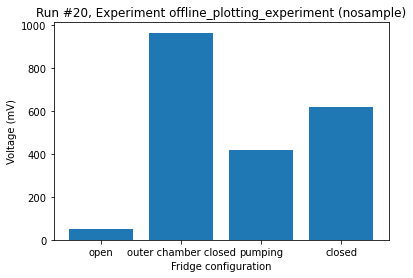 Run #20, Experiment offline_plotting_experiment (nosample)
1000
800
600
400
200
0
Voltage (mV)
open outer chamber closed pumping closed
Fridge configuration